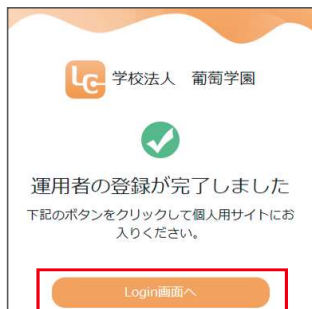 LC 学校法人　葡萄学園
運用者の登録が完了しました
下記のボタンをクリックして個人用サイトにお
入りください。
Login画面へ